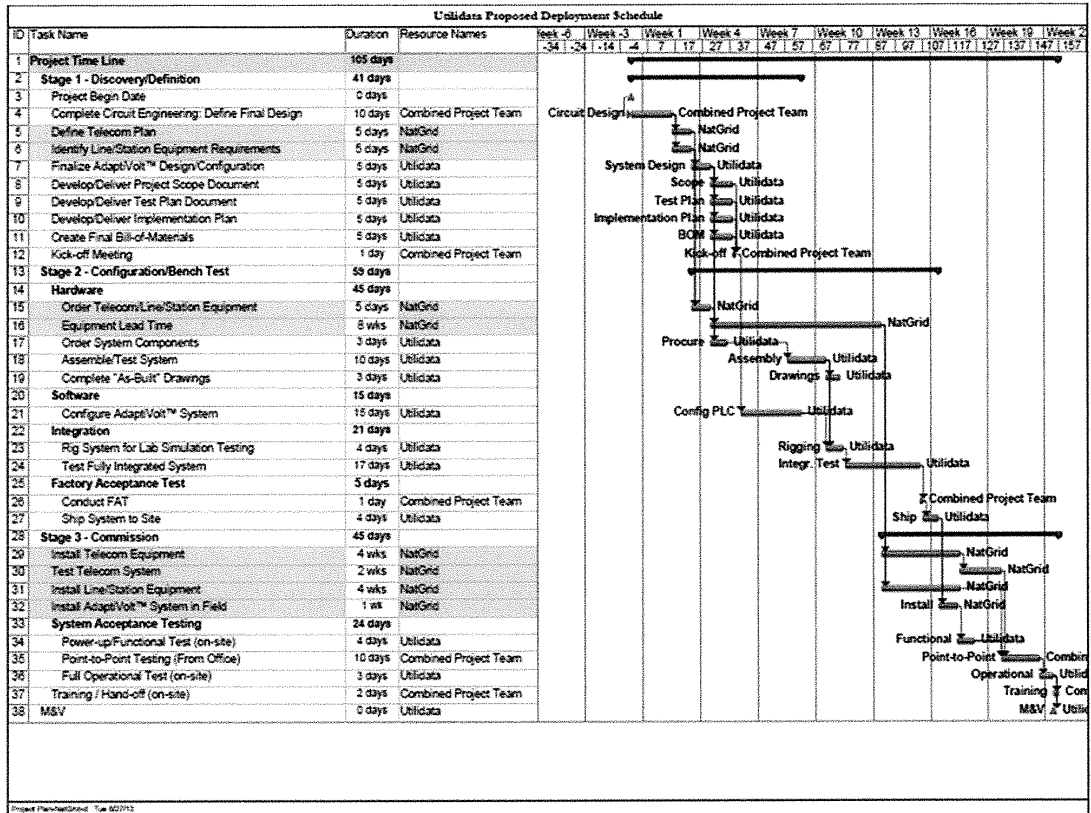 Utilidata Proposed Deployment Schedule
ID Task Name Duration Resource Names eek -6 Week -3 Week 1 Week 4 Week 7 Week 10 Week 13 Week 16 Week 19 Week 2
-34 -24 -14 -4 7 17 27 37 47 57 67 77 87 97 107 117 127 137 147 157
1 Project Time Line 105 days
2 Stage 1 - Discovery/Definition 41 days
3 Project Begin Date 0 days
4 Complete Circuit Engineering: Define Final Design 10 days Combined Project Team Circuit Design Combined Project Team
5 Define Telecom Plan 5 days NatGrid NatGrid
6 Identify Line/Station Equipment Requirements 5 days NatGrid NatGrid
7 Finalize AdaptiVolt™ Design/Configuration 5 days Utilidata System Design Utilidata
8 Develop/Deliver Project Scope Document 5 days Utilidata Scope Utilidata
9 Develop/Deliver Test Plan Document 5 days Utilidata Test Plan Utilidata
10 Develop/Deliver Implementation Plan 5 days Utilidata Implementation Plan Utilidata
11 Create Final Bill-of-Materials 5 days Utilidata BOM Utilidata
12 Kick-off Meeting 1 day Combined Project Team Kick-off Combined Project Team
13 Stage 2 - Configuration/Bench Test 59 days
14 Hardware 45 days
15 Order Telecom/Line/Station Equipment 5 days NatGrid NatGrid
16 Equipment Lead Time 8 wks NatGrid NatGrid
17 Order System Components 3 days Utilidata Procure Utilidata
18 Assemble/Test System 10 days Utilidata Assembly Utilidata
19 Complete "As-Built" Drawings 3 days Utilidata Drawings Utilidata
20 Software 15 days
21 Configure AdaptiVolt™ System 15 days Utilidata Config PLC Utilidata
22 Integration 21 days
23 Rig System for Lab Simulation Testing 4 days Utilidata Rigging Utilidata
24 Test Fully Integrated System 17 days Utilidata Integr. Test Utilidata
25 Factory Acceptance Test 5 days
26 Conduct FAT 1 day Combined Project Team Combined Project Team
27 Ship System to Site 4 days Utilidata Ship Utilidata
28 Stage 3 - Commission 45 days
29 Install Telecom Equipment 4 wks NatGrid NatGrid
30 Test Telecom System 2 wks NatGrid NatGrid
31 Install Line/Station Equipment 4 wks NatGrid NatGrid
32 Install AdaptiVolt™ System in Field 1 wk NatGrid Install NatGrid
33 System Acceptance Testing 24 days
34 Power-up/Functional Test (on-site) 4 days Utilidata Functional Utilidata
35 Point-to-Point Testing (From Office) 10 days Combined Project Team Point-to-Point Combin
36 Full Operational Test (on-site) 3 days Utilidata Operational Utilid
37 Training / Hand-off (on-site) 2 days Combined Project Team Training Com
38 M&V 0 days Utilidata M&V Utilid